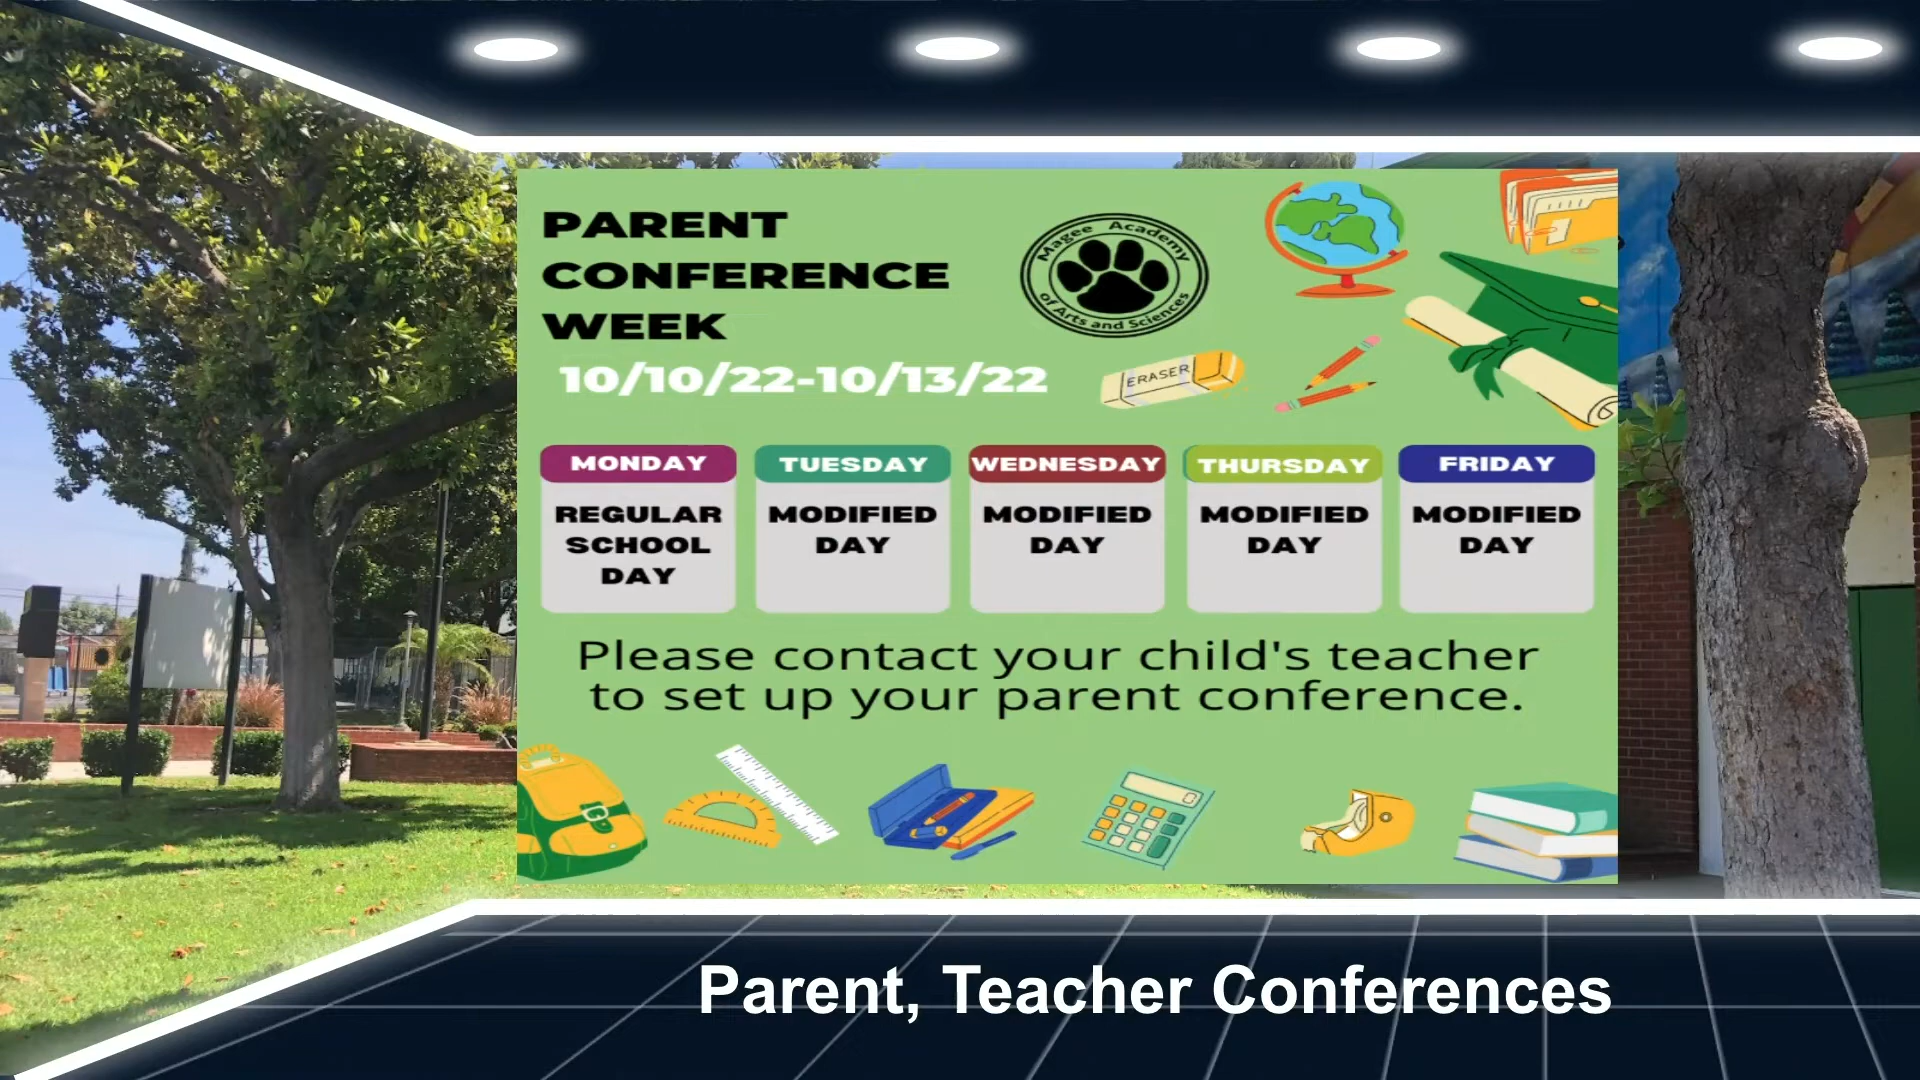 PARENT
CONFERENCE
WEEK
10/10/22-10/13/22
Magee Academy
of Arts and Sciences
ERASER
MONDAY
REGULAR
SCHOOL
DAY
TUESDAY
MODIFIED
DAY
WEDNESDAY
MODIFIED
DAY
THURSDAY
MODIFIED
DAY
FRIDAY
MODIFIED
DAY
Please contact your child's teacher
to set up your parent conference.
Parent, Teacher Conferences